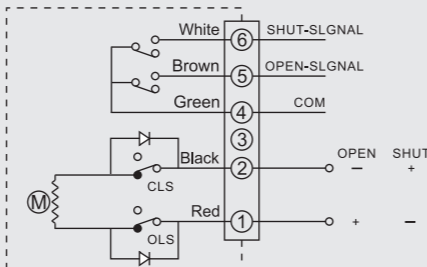 White 6 SHUT-SLGNAL
Brown 5 OPEN-SLGNAL
Green 4 COM
3
Black 2 OPEN SHUT
CLS − +
M
Red 1 + −
OLS